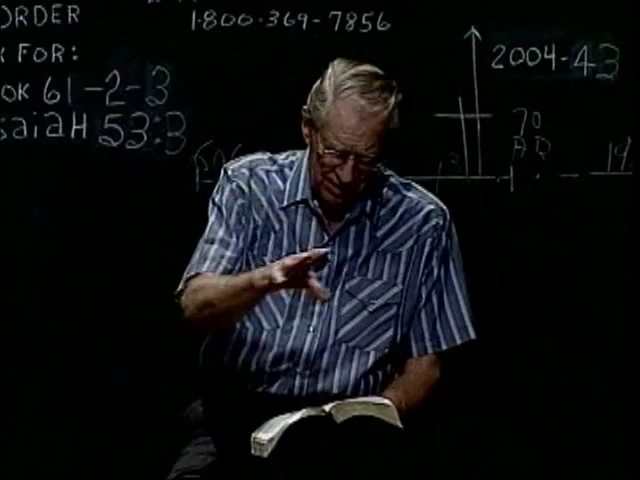 ORDER
1-800-369-7856
FOR:
OK 61-2-3
saiaH 53:3
2004-43
70
AD
19